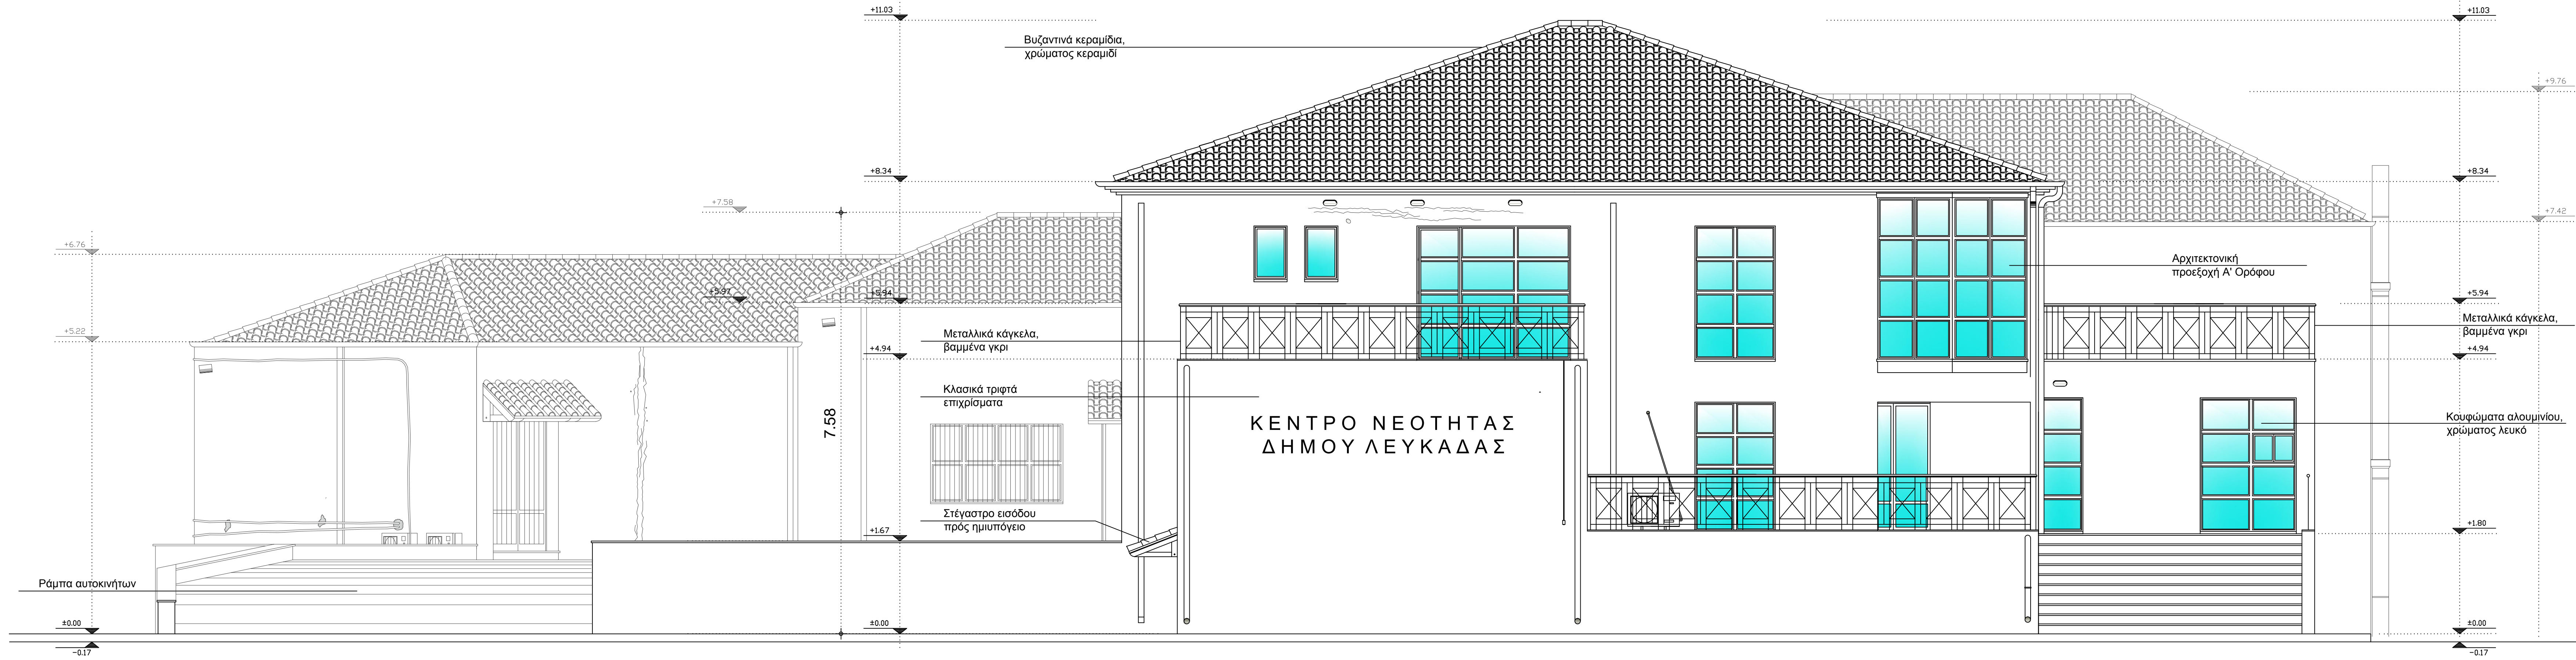 +11.03
+11.03
Βυζαντινά κεραμίδια,
χρώματος κεραμιδί
+9.76
+8.34
+8.34
+7.58
+7.42
+6.76
Αρχιτεκτονική
προεξοχή Α' Ορόφου
+5.97
+5.94
+5.94
Μεταλλικά κάγκελα,
βαμμένα γκρι
+5.22
Μεταλλικά κάγκελα,
βαμμένα γκρι
+4.94
+4.94
Κλασικά τριφτά
επιχρίσματα
7.58
ΚΕΝΤΡΟ ΝΕΟΤΗΤΑΣ
ΔΗΜΟΥ ΛΕΥΚΑΔΑΣ
Κουφώματα αλουμινίου,
χρώματος λευκό
Στέγαστρο εισόδου
πρός ημιυπόγειο
+1.67
+1.80
Ράμπα αυτοκινήτων
±0.00
±0.00
±0.00
-0.17
-0.17